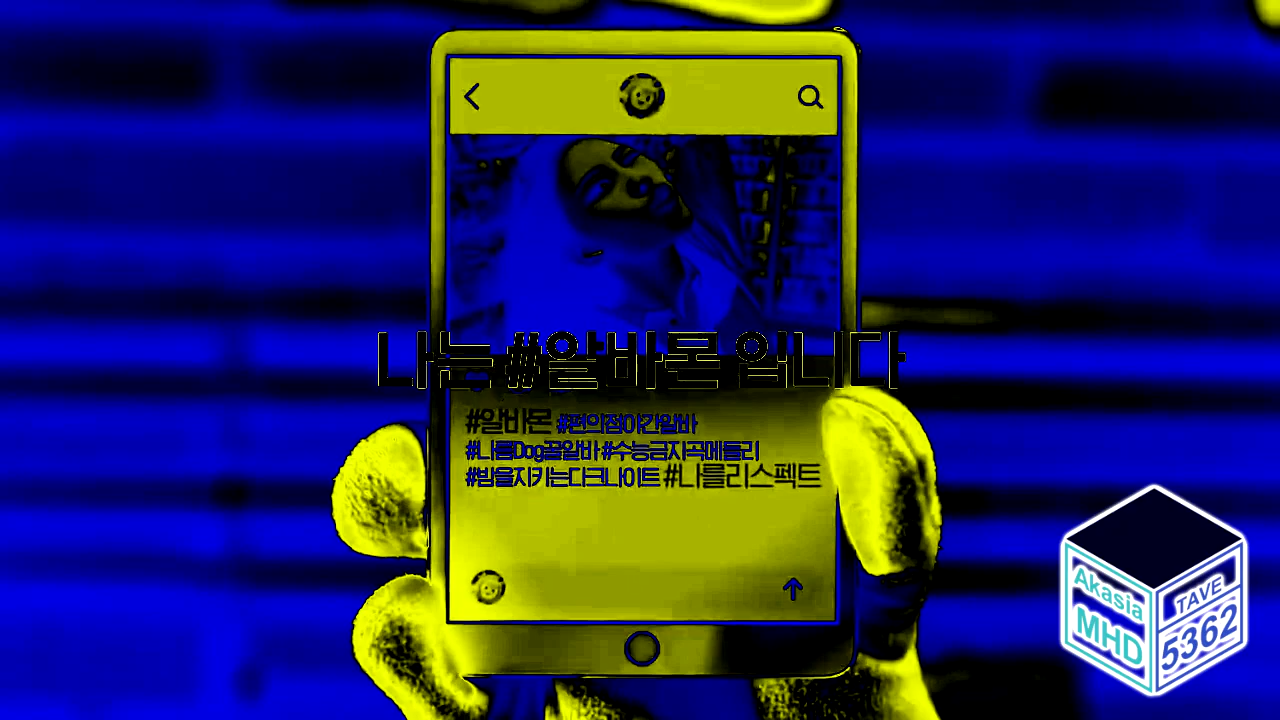 나는 #알바몬 입니다
#알바몬 #편의점야간알바
#나름Dog꿀알바 #수능금지곡메들리
#밤을지키는다크나이트 #나를리스펙트
Akasia
MHD
TAVE
5362